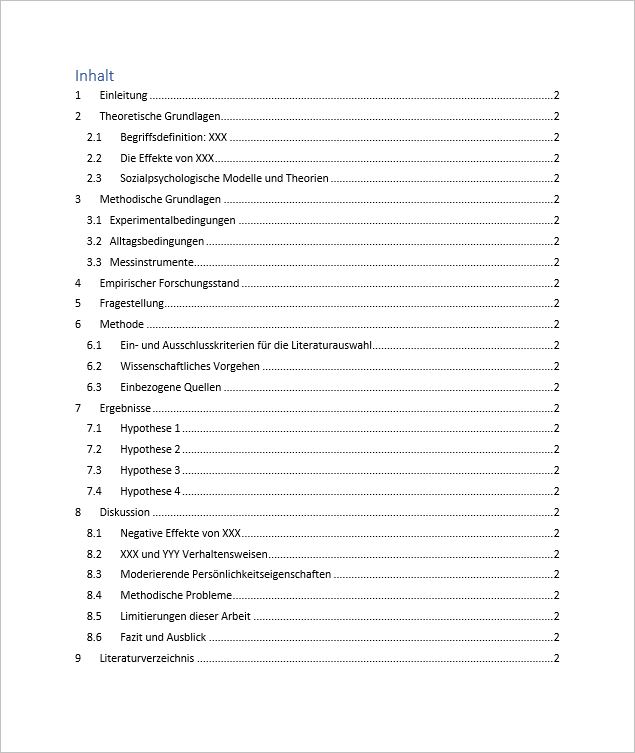 Inhalt
1 Einleitung ........ 2
2 Theoretische Grundlagen ........ 2
2.1 Begriffsdefinition: XXX ........ 2
2.2 Die Effekte von XXX ........ 2
2.3 Sozialpsychologische Modelle und Theorien ........ 2
3 Methodische Grundlagen ........ 2
3.1 Experimentalbedingungen ........ 2
3.2 Alltagsbedingungen ........ 2
3.3 Messinstrumente ........ 2
4 Empirischer Forschungsstand ........ 2
5 Fragestellung ........ 2
6 Methode ........ 2
6.1 Ein- und Ausschlusskriterien für die Literaturauswahl ........ 2
6.2 Wissenschaftliches Vorgehen ........ 2
6.3 Einbezogene Quellen ........ 2
7 Ergebnisse ........ 2
7.1 Hypothese 1 ........ 2
7.2 Hypothese 2 ........ 2
7.3 Hypothese 3 ........ 2
7.4 Hypothese 4 ........ 2
8 Diskussion ........ 2
8.1 Negative Effekte von XXX ........ 2
8.2 XXX und YYY Verhaltensweisen ........ 2
8.3 Moderierende Persönlichkeitseigenschaften ........ 2
8.4 Methodische Probleme ........ 2
8.5 Limitierungen dieser Arbeit ........ 2
8.6 Fazit und Ausblick ........ 2
9 Literaturverzeichnis ........ 2